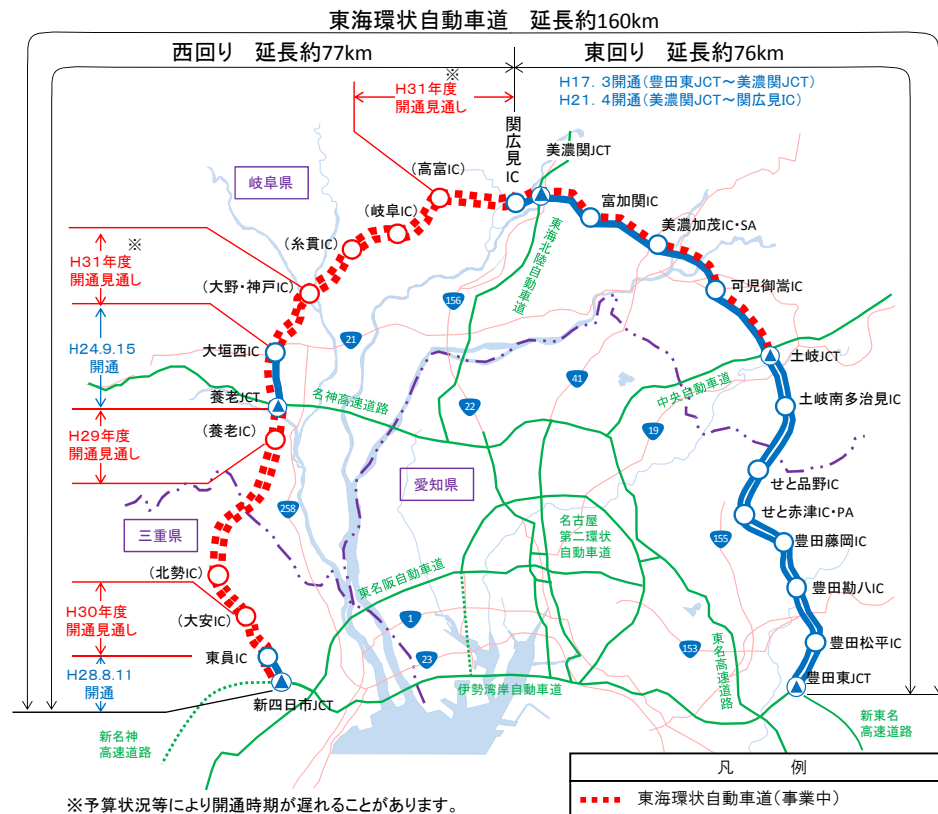 東海環状自動車道　延長約160km
西回り　延長約77km
東回り　延長約76km
※
H31年度
開通見通し
H17.3開通(豊田東JCT～美濃関JCT)
H21.4開通(美濃関JCT～関広見IC)
関広見IC
美濃関JCT
岐阜県
(高富IC)
富加関IC
(岐阜IC)
美濃加茂IC・SA
(糸貫IC)
東海北陸自動車道
※
H31年度
開通見通し
(大野・神戸IC)
可児御嵩IC
156
21
H24.9.15
開通
大垣西IC
土岐JCT
41
養老JCT
名神高速道路
中央自動車道
22
土岐南多治見IC
(養老IC)
H29年度
開通見通し
19
せと品野IC
愛知県
258
せと赤津IC・PA
三重県
名古屋
第二環状
自動車道
155
豊田藤岡IC
(北勢IC)
東名阪自動車道
豊田勘八IC
H30年度
開通見通し
(大安IC)
1
東員IC
23
153
東名高速道路
豊田松平IC
H28.8.11
開通
伊勢湾岸自動車道
豊田東JCT
新四日市JCT
新名神
高速道路
新東名
高速道路
凡　例
東海環状自動車道(事業中)
※予算状況等により開通時期が遅れることがあります。